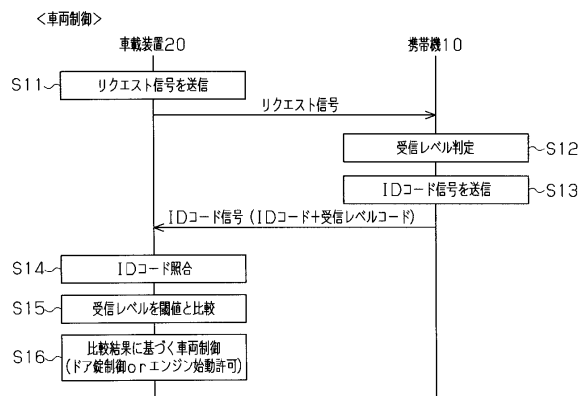 <車両制御>
車載装置20
携帯機10
S11
リクエスト信号を送信
リクエスト信号
受信レベル判定
S12
IDコード信号を送信
S13
IDコード信号(IDコード+受信レベルコード)
S14
IDコード照合
S15
受信レベルを閾値と比較
S16
比較結果に基づく車両制御
(ドア錠制御orエンジン始動許可)